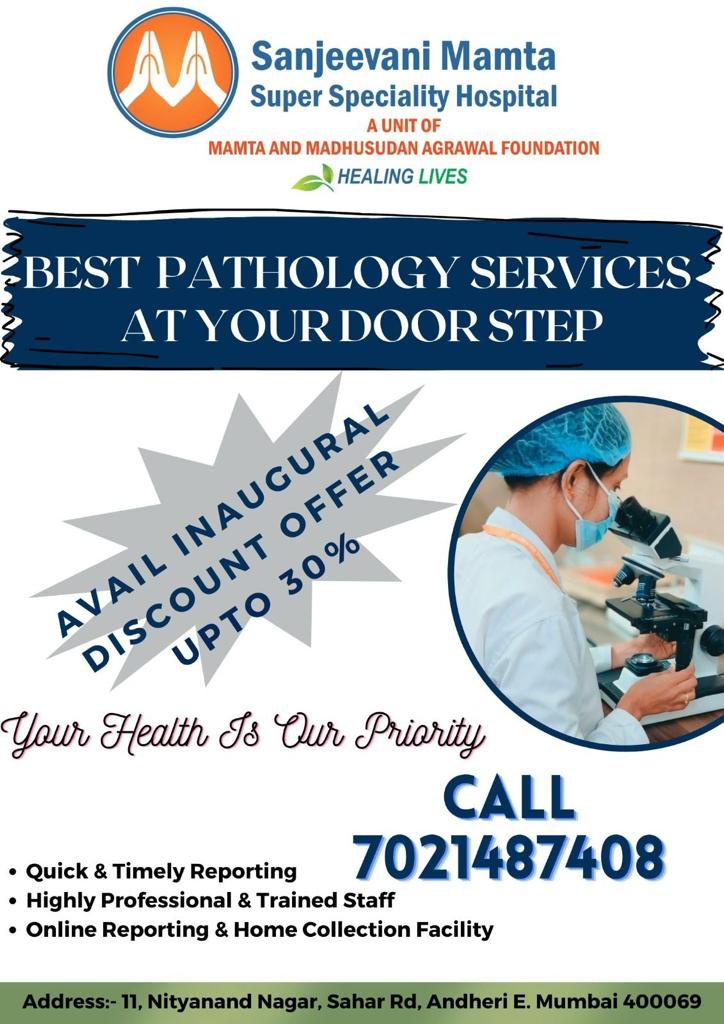 Sanjeevani Mamta
Super Speciality Hospital
A UNIT OF
MAMTA AND MADHUSUDAN AGRAWAL FOUNDATION
HEALING LIVES
BEST PATHOLOGY SERVICES
AT YOUR DOOR STEP
AVAIL INAUGURAL
DISCOUNT OFFER
UPTO 30%
Your Health Is Our Priority
CALL
7021487408
• Quick & Timely Reporting
• Highly Professional & Trained Staff
• Online Reporting & Home Collection Facility
Address:- 11, Nityanand Nagar, Sahar Rd, Andheri E. Mumbai 400069